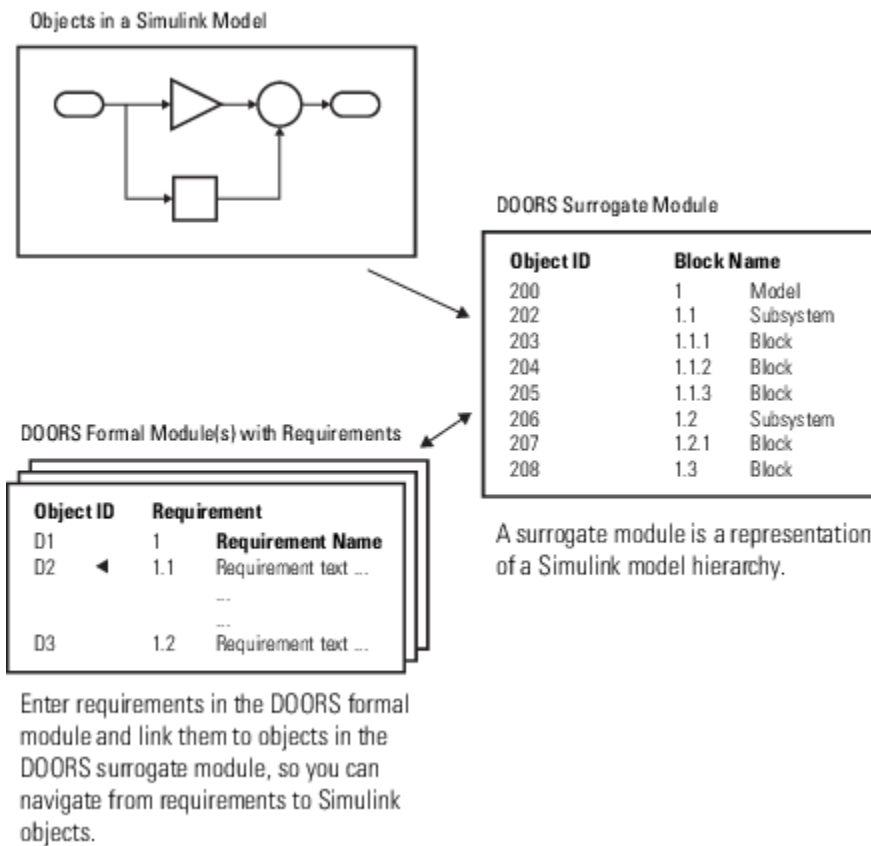 Objects in a Simulink Model
DOORS Surrogate Module
Object ID Block Name
200 1 Model
202 1.1 Subsystem
203 1.1.1 Block
204 1.1.2 Block
205 1.1.3 Block
206 1.2 Subsystem
207 1.2.1 Block
208 1.3 Block
A surrogate module is a representation
of a Simulink model hierarchy.
DOORS Formal Module(s) with Requirements
Object ID Requirement
D1 1 Requirement Name
D2 ◄ 1.1 Requirement text ...
...
...
D3 1.2 Requirement text ...
Enter requirements in the DOORS formal
module and link them to objects in the
DOORS surrogate module, so you can
navigate from requirements to Simulink
objects.